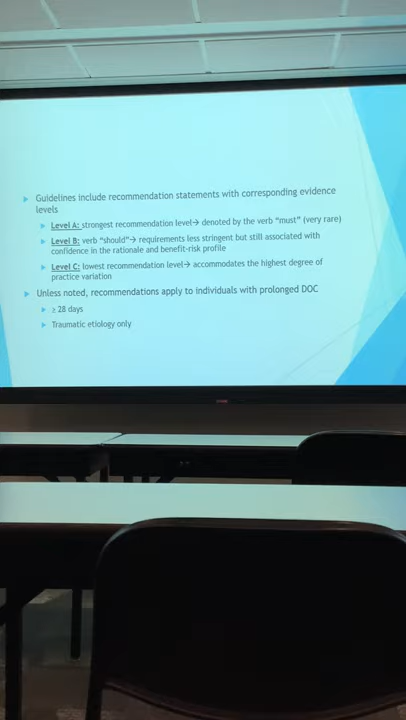 Guidelines include recommendation statements with corresponding evidence
levels
Level A: strongest recommendation level→ denoted by the verb "must" (very rare)
Level B: verb "should"→ requirements less stringent but still associated with
confidence in the rationale and benefit-risk profile
Level C: lowest recommendation level→ accommodates the highest degree of
practice variation
Unless noted, recommendations apply to individuals with prolonged DOC
≥ 28 days
Traumatic etiology only